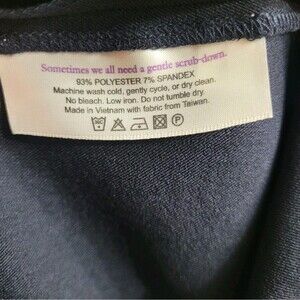 Sometimes we all need a gentle scrub-down.
93% POLYESTER 7% SPANDEX
Machine wash cold, gently cycle, or dry clean.
No bleach. Low iron. Do not tumble dry.
Made in Vietnam with fabric from Taiwan.